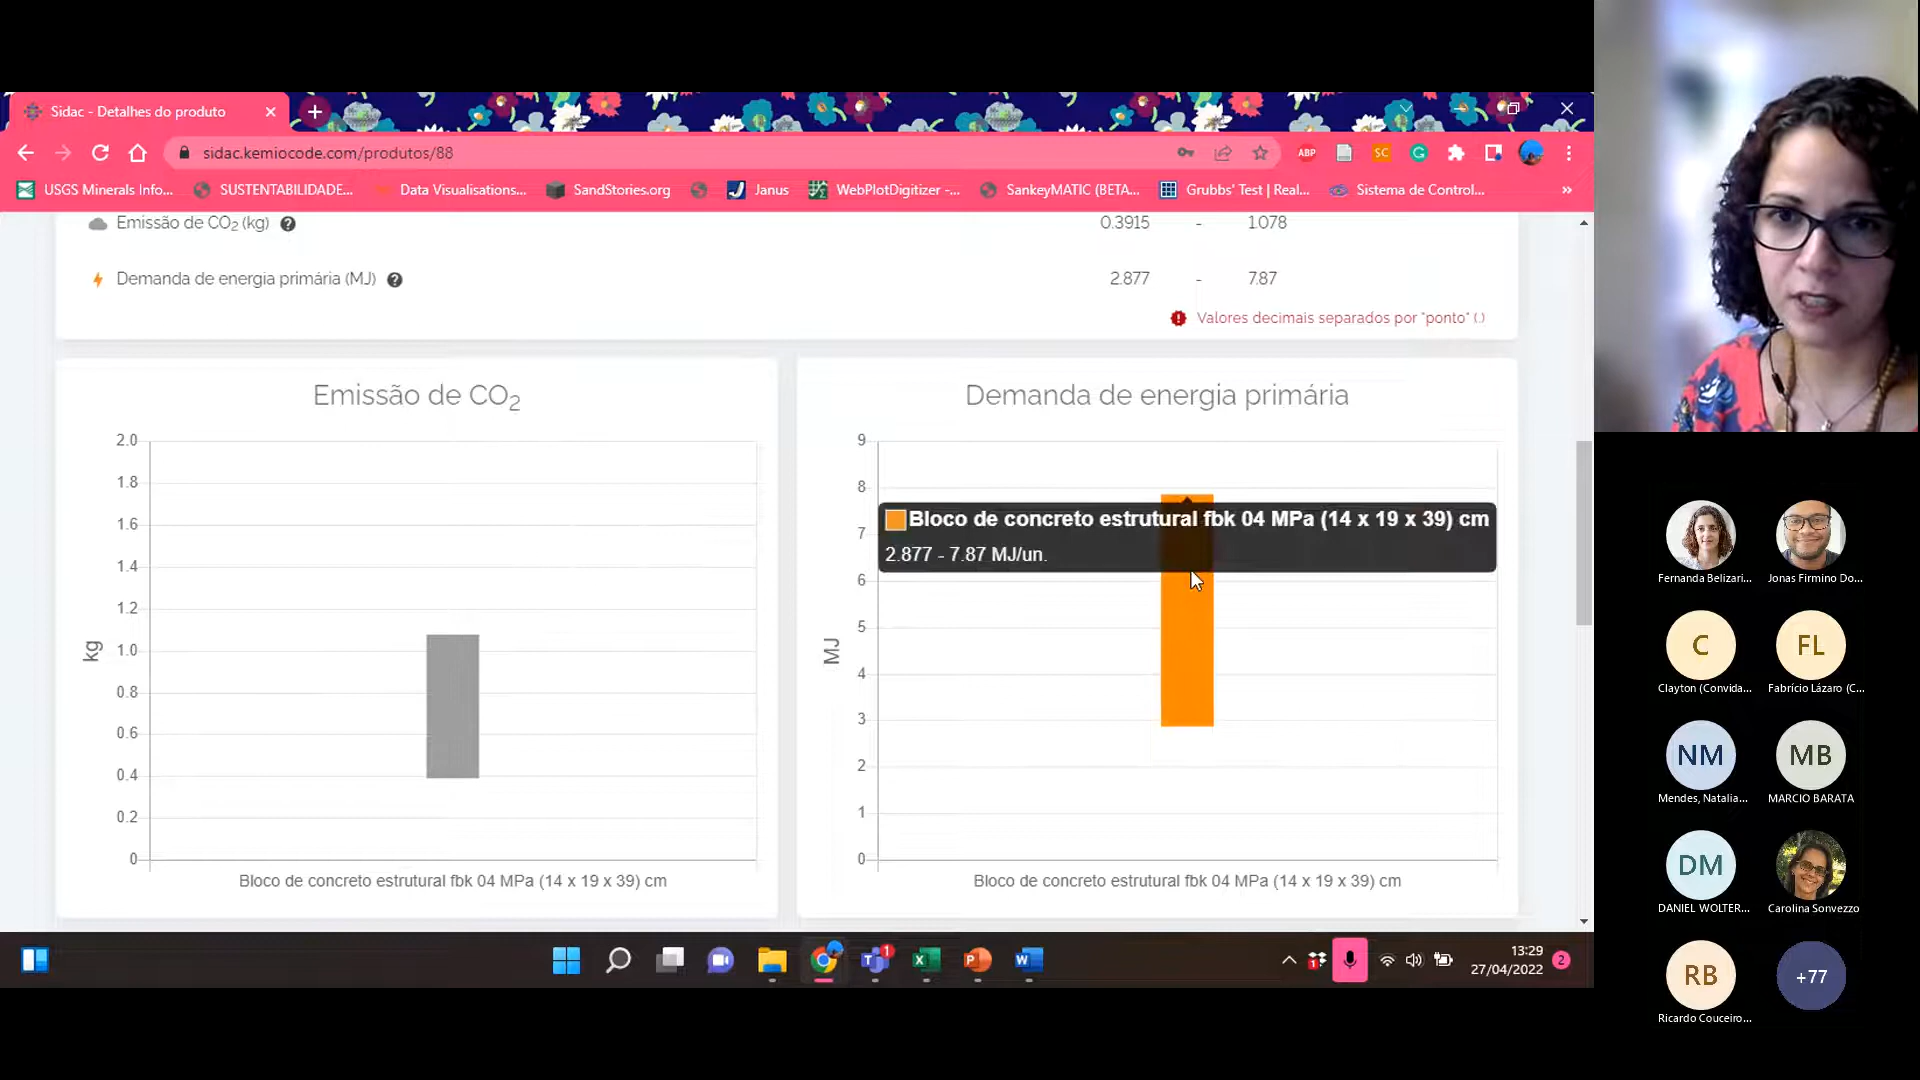 Sidac - Detalhes do produto
sidac.kemiocode.com/produtos/88
ABP
SC
USGS Minerals Info...
SUSTENTABILIDADE...
Data Visualisations...
SandStories.org
Janus
WebPlotDigitizer -...
SankeyMATIC (BETA...
Grubbs' Test | Real...
Sistema de Control...
»
Emissão de CO₂ (kg) ?
0.3915 - 1.078
Demanda de energia primária (MJ) ?
2.877 - 7.87
Valores decimais separados por "ponto" (.)
Emissão de CO₂
2.0
1.8
1.6
1.4
1.2
1.0
0.8
0.6
0.4
0.2
0
kg
Bloco de concreto estrutural fbk 04 MPa (14 x 19 x 39) cm
Demanda de energia primária
9
8
7
6
5
4
3
2
1
0
MJ
Bloco de concreto estrutural fbk 04 MPa (14 x 19 x 39) cm
2.877 - 7.87 MJ/un.
Bloco de concreto estrutural fbk 04 MPa (14 x 19 x 39) cm
13:29
27/04/2022
2
Fernanda Belizari...
Jonas Firmino Do...
C
FL
Clayton (Convida...
Fabrício Lázaro (C...
NM
MB
Mendes, Natalia...
MARCIO BARATA
DM
DANIEL WOLTER...
Carolina Sonvezzo
RB
+77
Ricardo Couceiro...